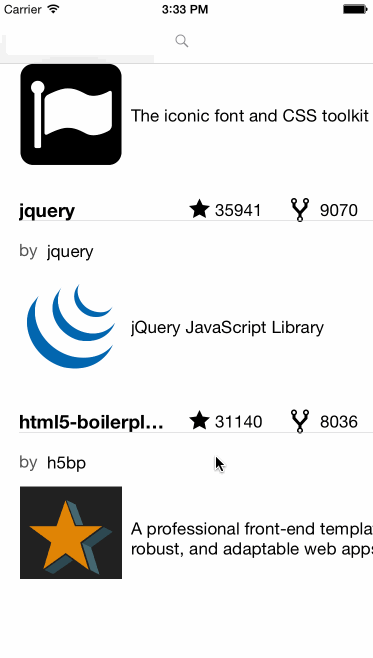 Carrier 3:33 PM
The iconic font and CSS toolkit
jquery 35941 9070
by jquery
jQuery JavaScript Library
html5-boilerpl... 31140 8036
by h5bp
A professional front-end templa
robust, and adaptable web apps